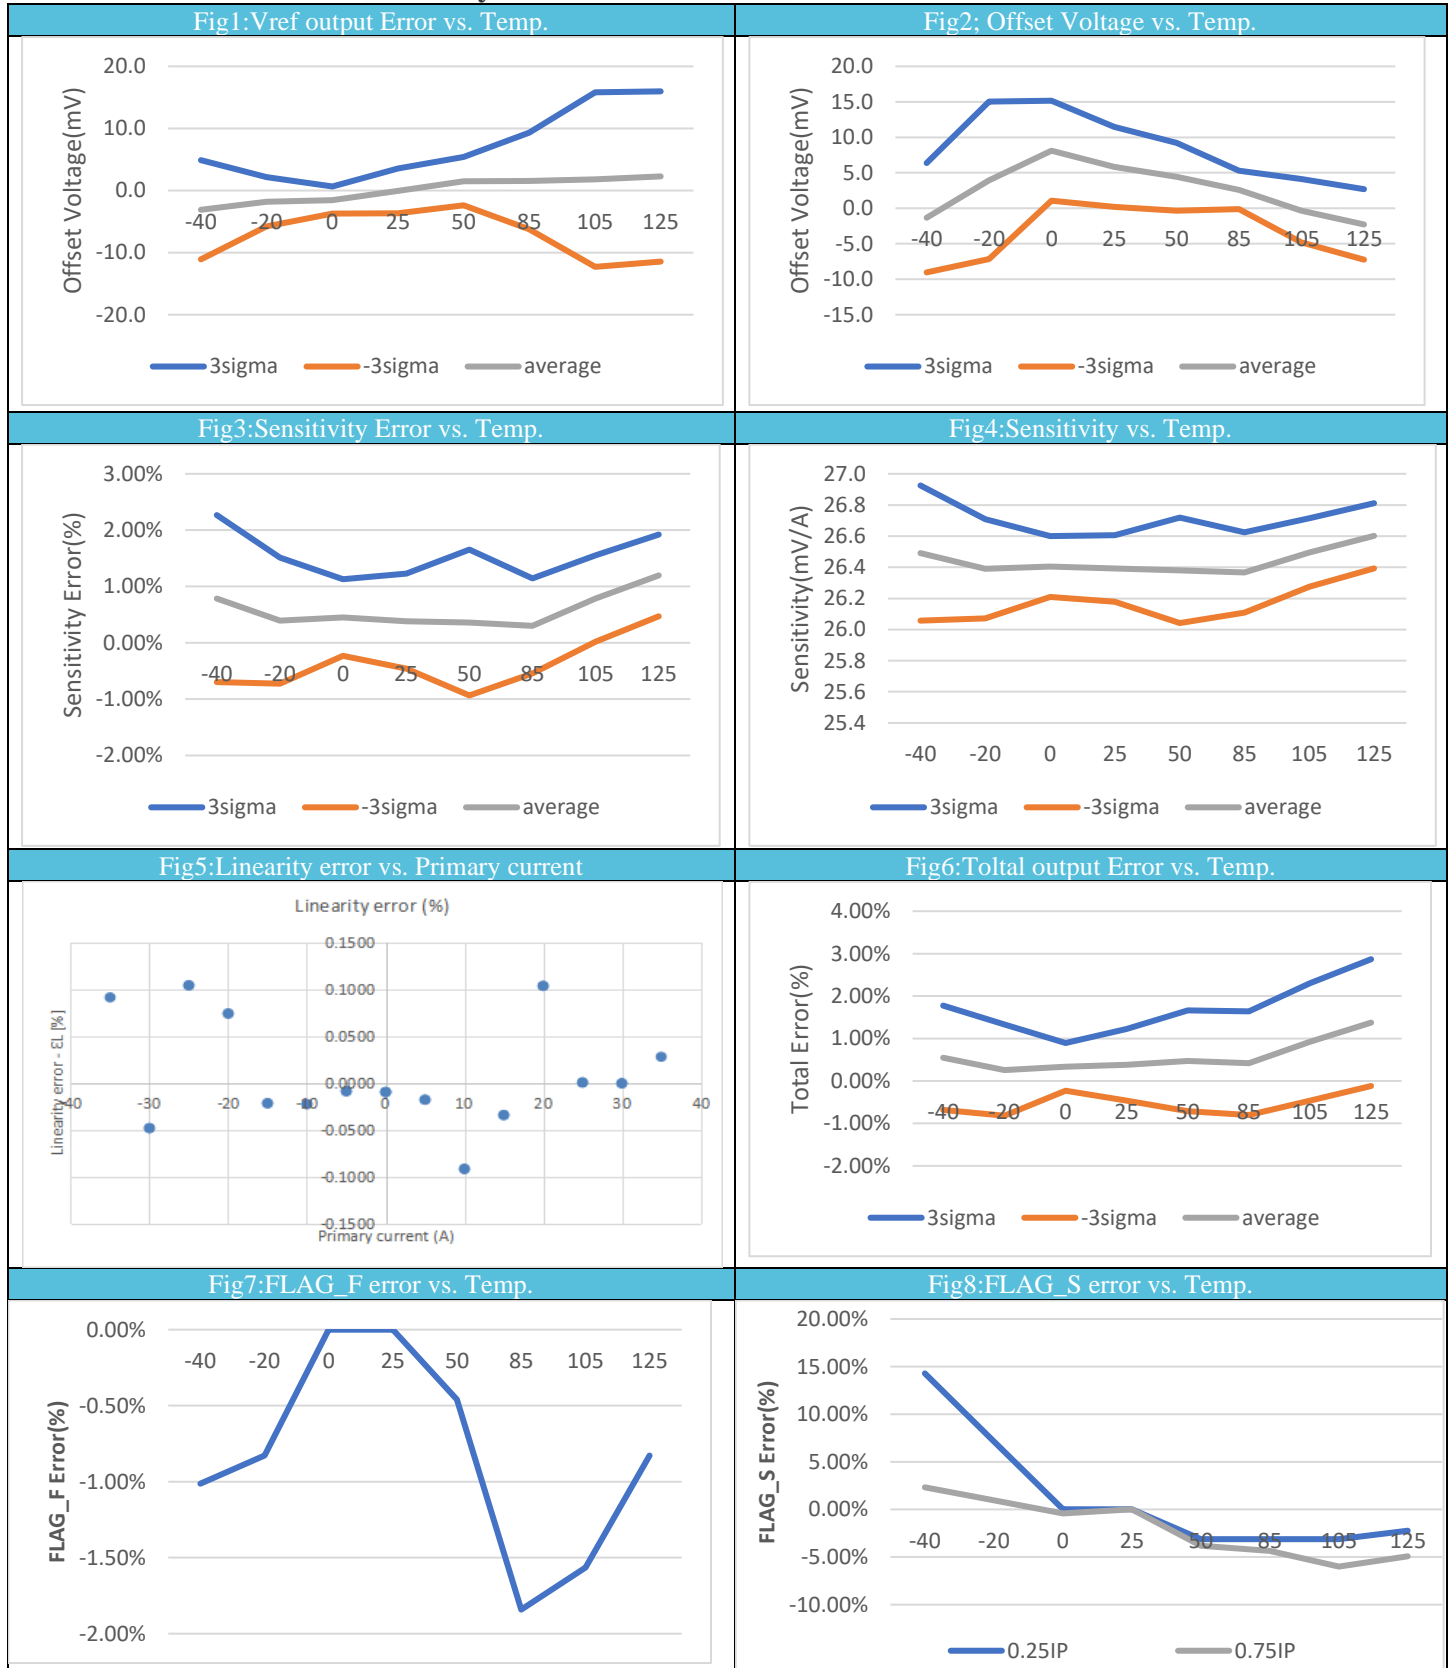 Fig1:Vref output Error vs. Temp.
Fig2; Offset Voltage vs. Temp.
Offset Voltage(mV)
20.0
10.0
0.0
-10.0
-20.0
-40 -20 0 25 50 85 105 125
3sigma -3sigma average
Offset Voltage(mV)
20.0
15.0
10.0
5.0
0.0
-5.0
-10.0
-15.0
-40 -20 0 25 50 85 105 125
3sigma -3sigma average
Fig3:Sensitivity Error vs. Temp.
Fig4:Sensitivity vs. Temp.
Sensitivity Error(%)
3.00%
2.00%
1.00%
0.00%
-1.00%
-2.00%
-40 -20 0 25 50 85 105 125
3sigma -3sigma average
Sensitivity(mV/A)
27.0
26.8
26.6
26.4
26.2
26.0
25.8
25.6
25.4
-40 -20 0 25 50 85 105 125
3sigma -3sigma average
Fig5:Linearity error vs. Primary current
Fig6:Toltal output Error vs. Temp.
Linearity error (%)
Linearity error - εL [%]
0.1500
0.1000
0.0500
0.0000
-0.0500
-0.1000
-0.1500
-40 -30 -20 -10 0 10 20 30 40
Primary current (A)
Total Error(%)
4.00%
3.00%
2.00%
1.00%
0.00%
-1.00%
-2.00%
-40 -20 0 25 50 85 105 125
3sigma -3sigma average
Fig7:FLAG_F error vs. Temp.
Fig8:FLAG_S error vs. Temp.
FLAG_F Error(%)
0.00%
-0.50%
-1.00%
-1.50%
-2.00%
-40 -20 0 25 50 85 105 125
FLAG_S Error(%)
20.00%
15.00%
10.00%
5.00%
0.00%
-5.00%
-10.00%
-40 -20 0 25 50 85 105 125
0.25IP 0.75IP